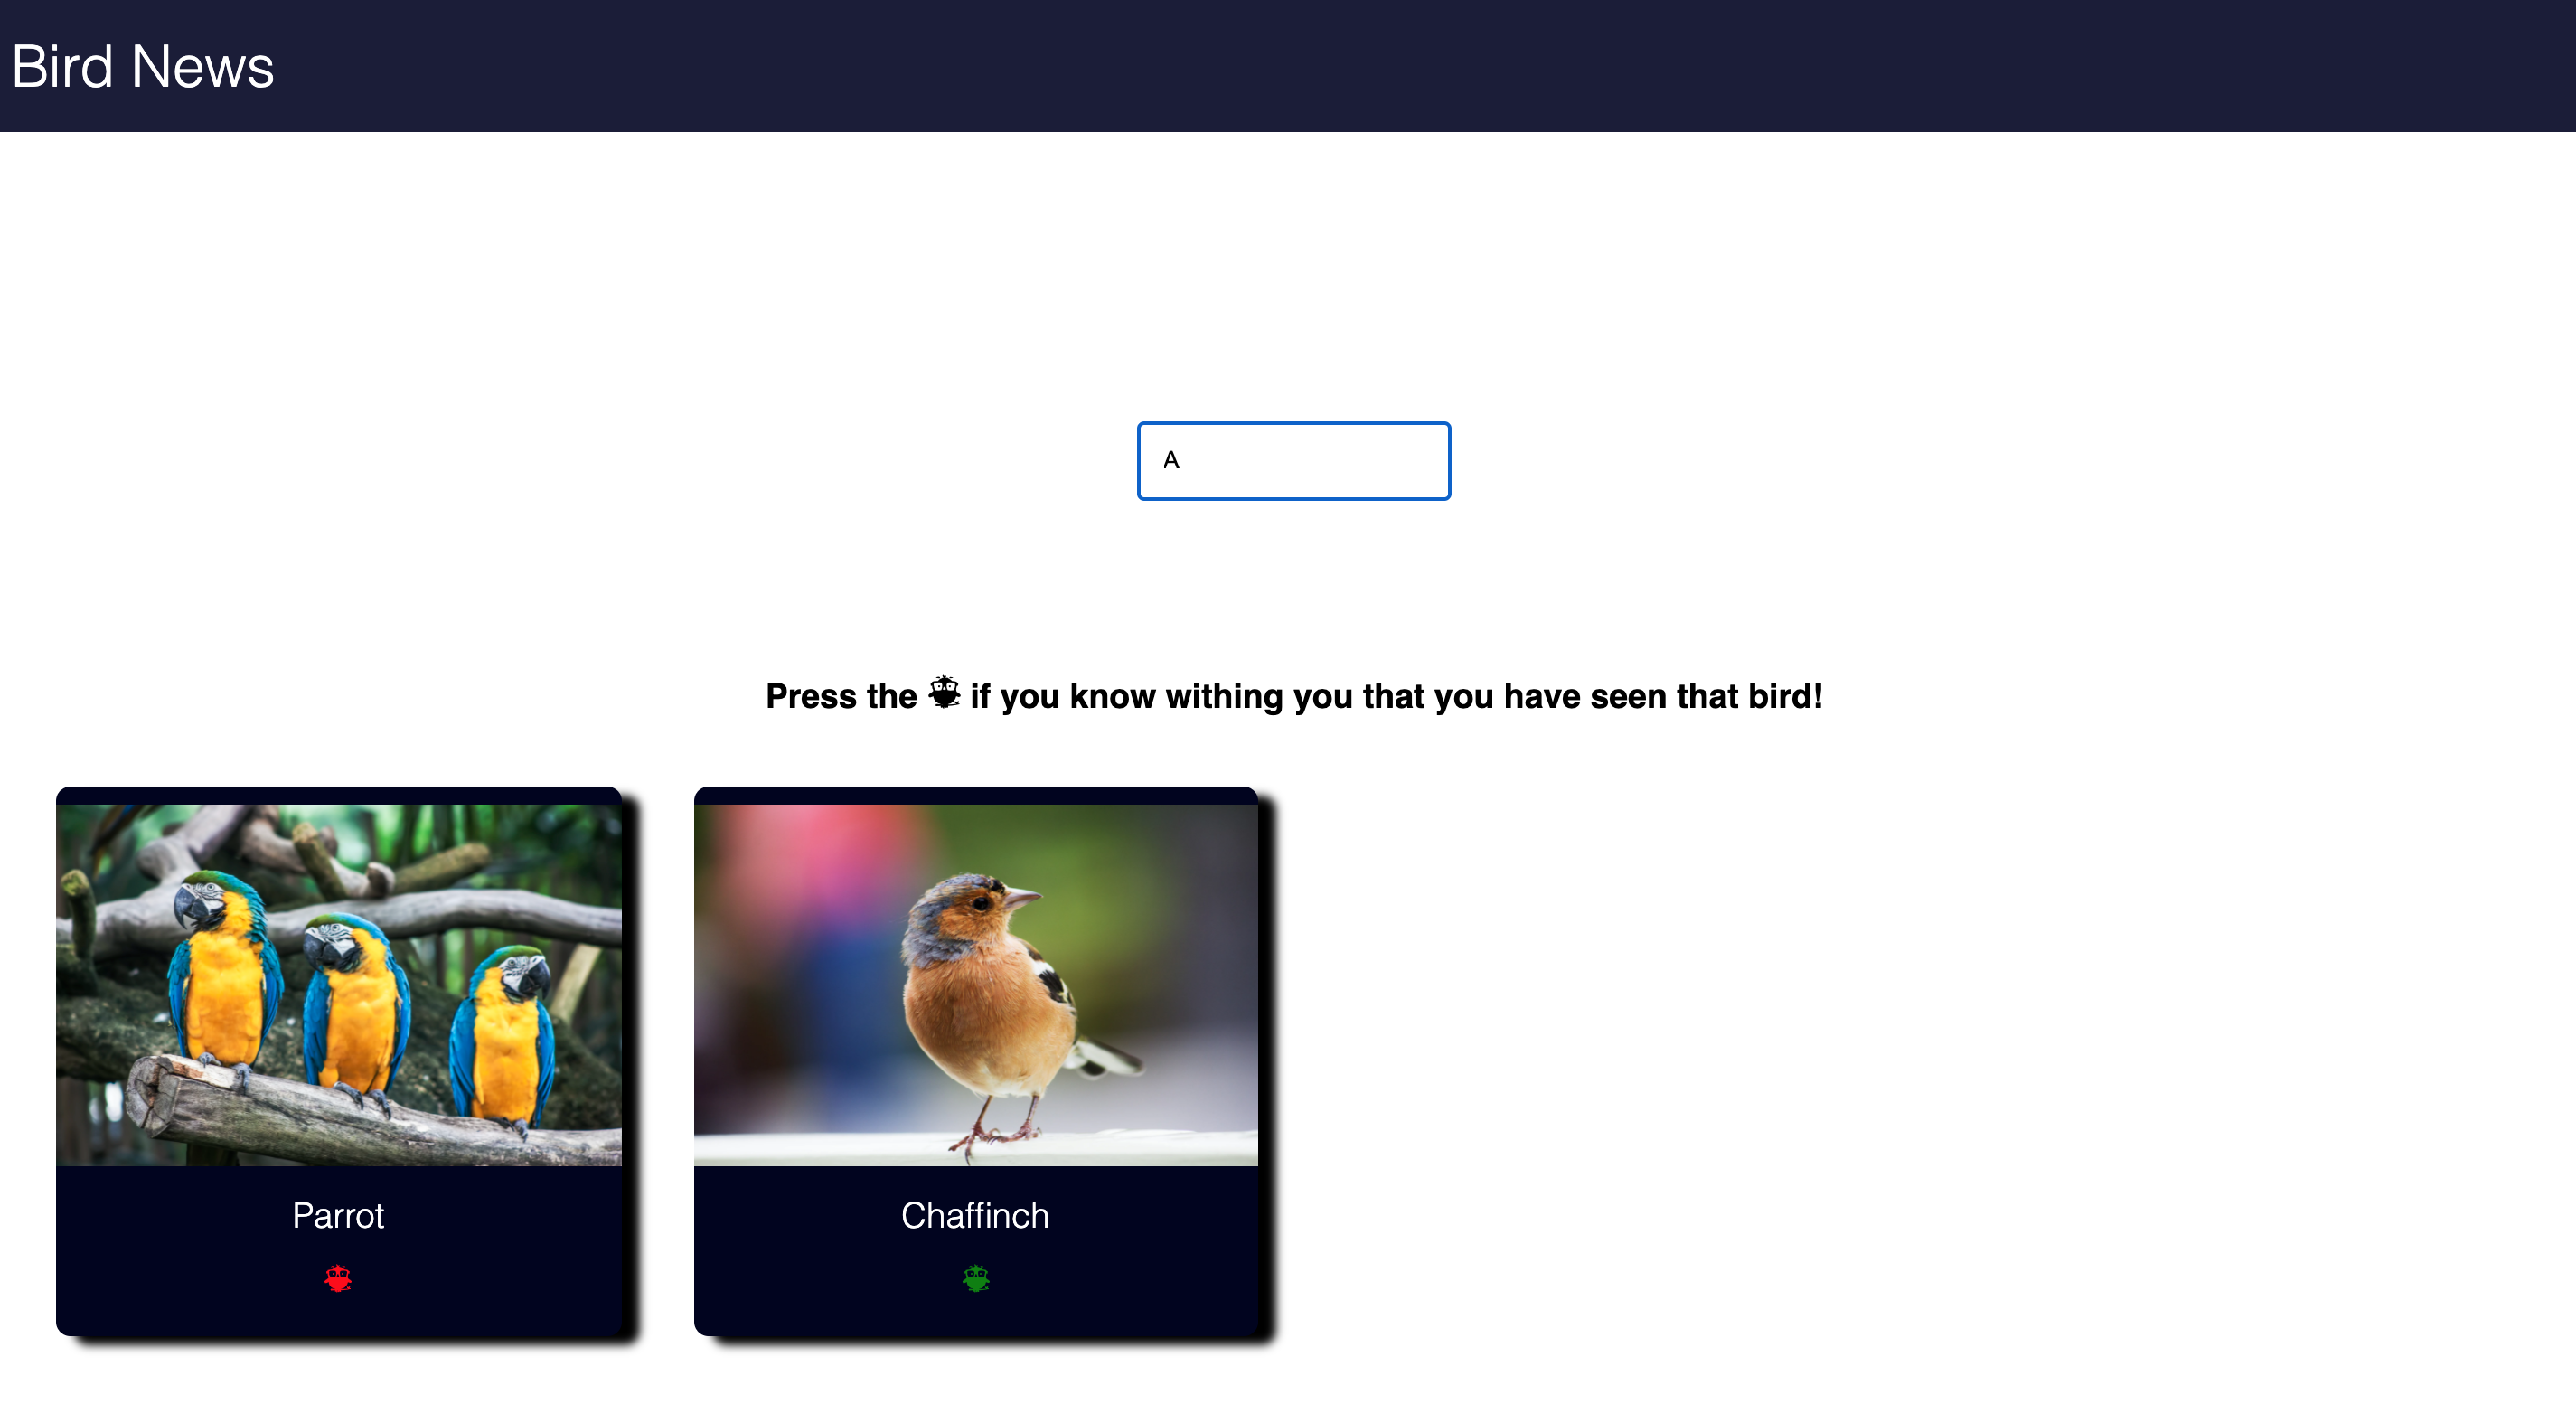 Bird News
A
Press the if you know withing you that you have seen that bird!
Parrot
Chaffinch